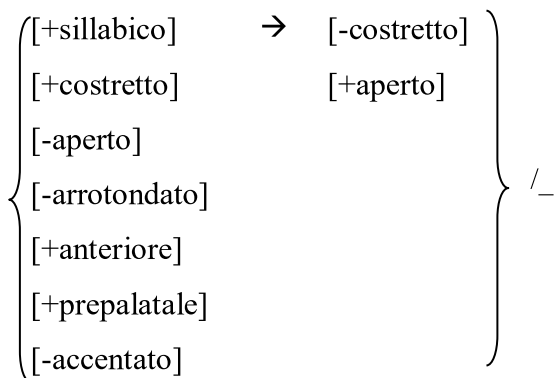 [+sillabico] → [-costretto]
[+costretto] [+aperto]
[-aperto]
[-arrotondato] /_
[+anteriore]
[+prepalatale]
[-accentato]